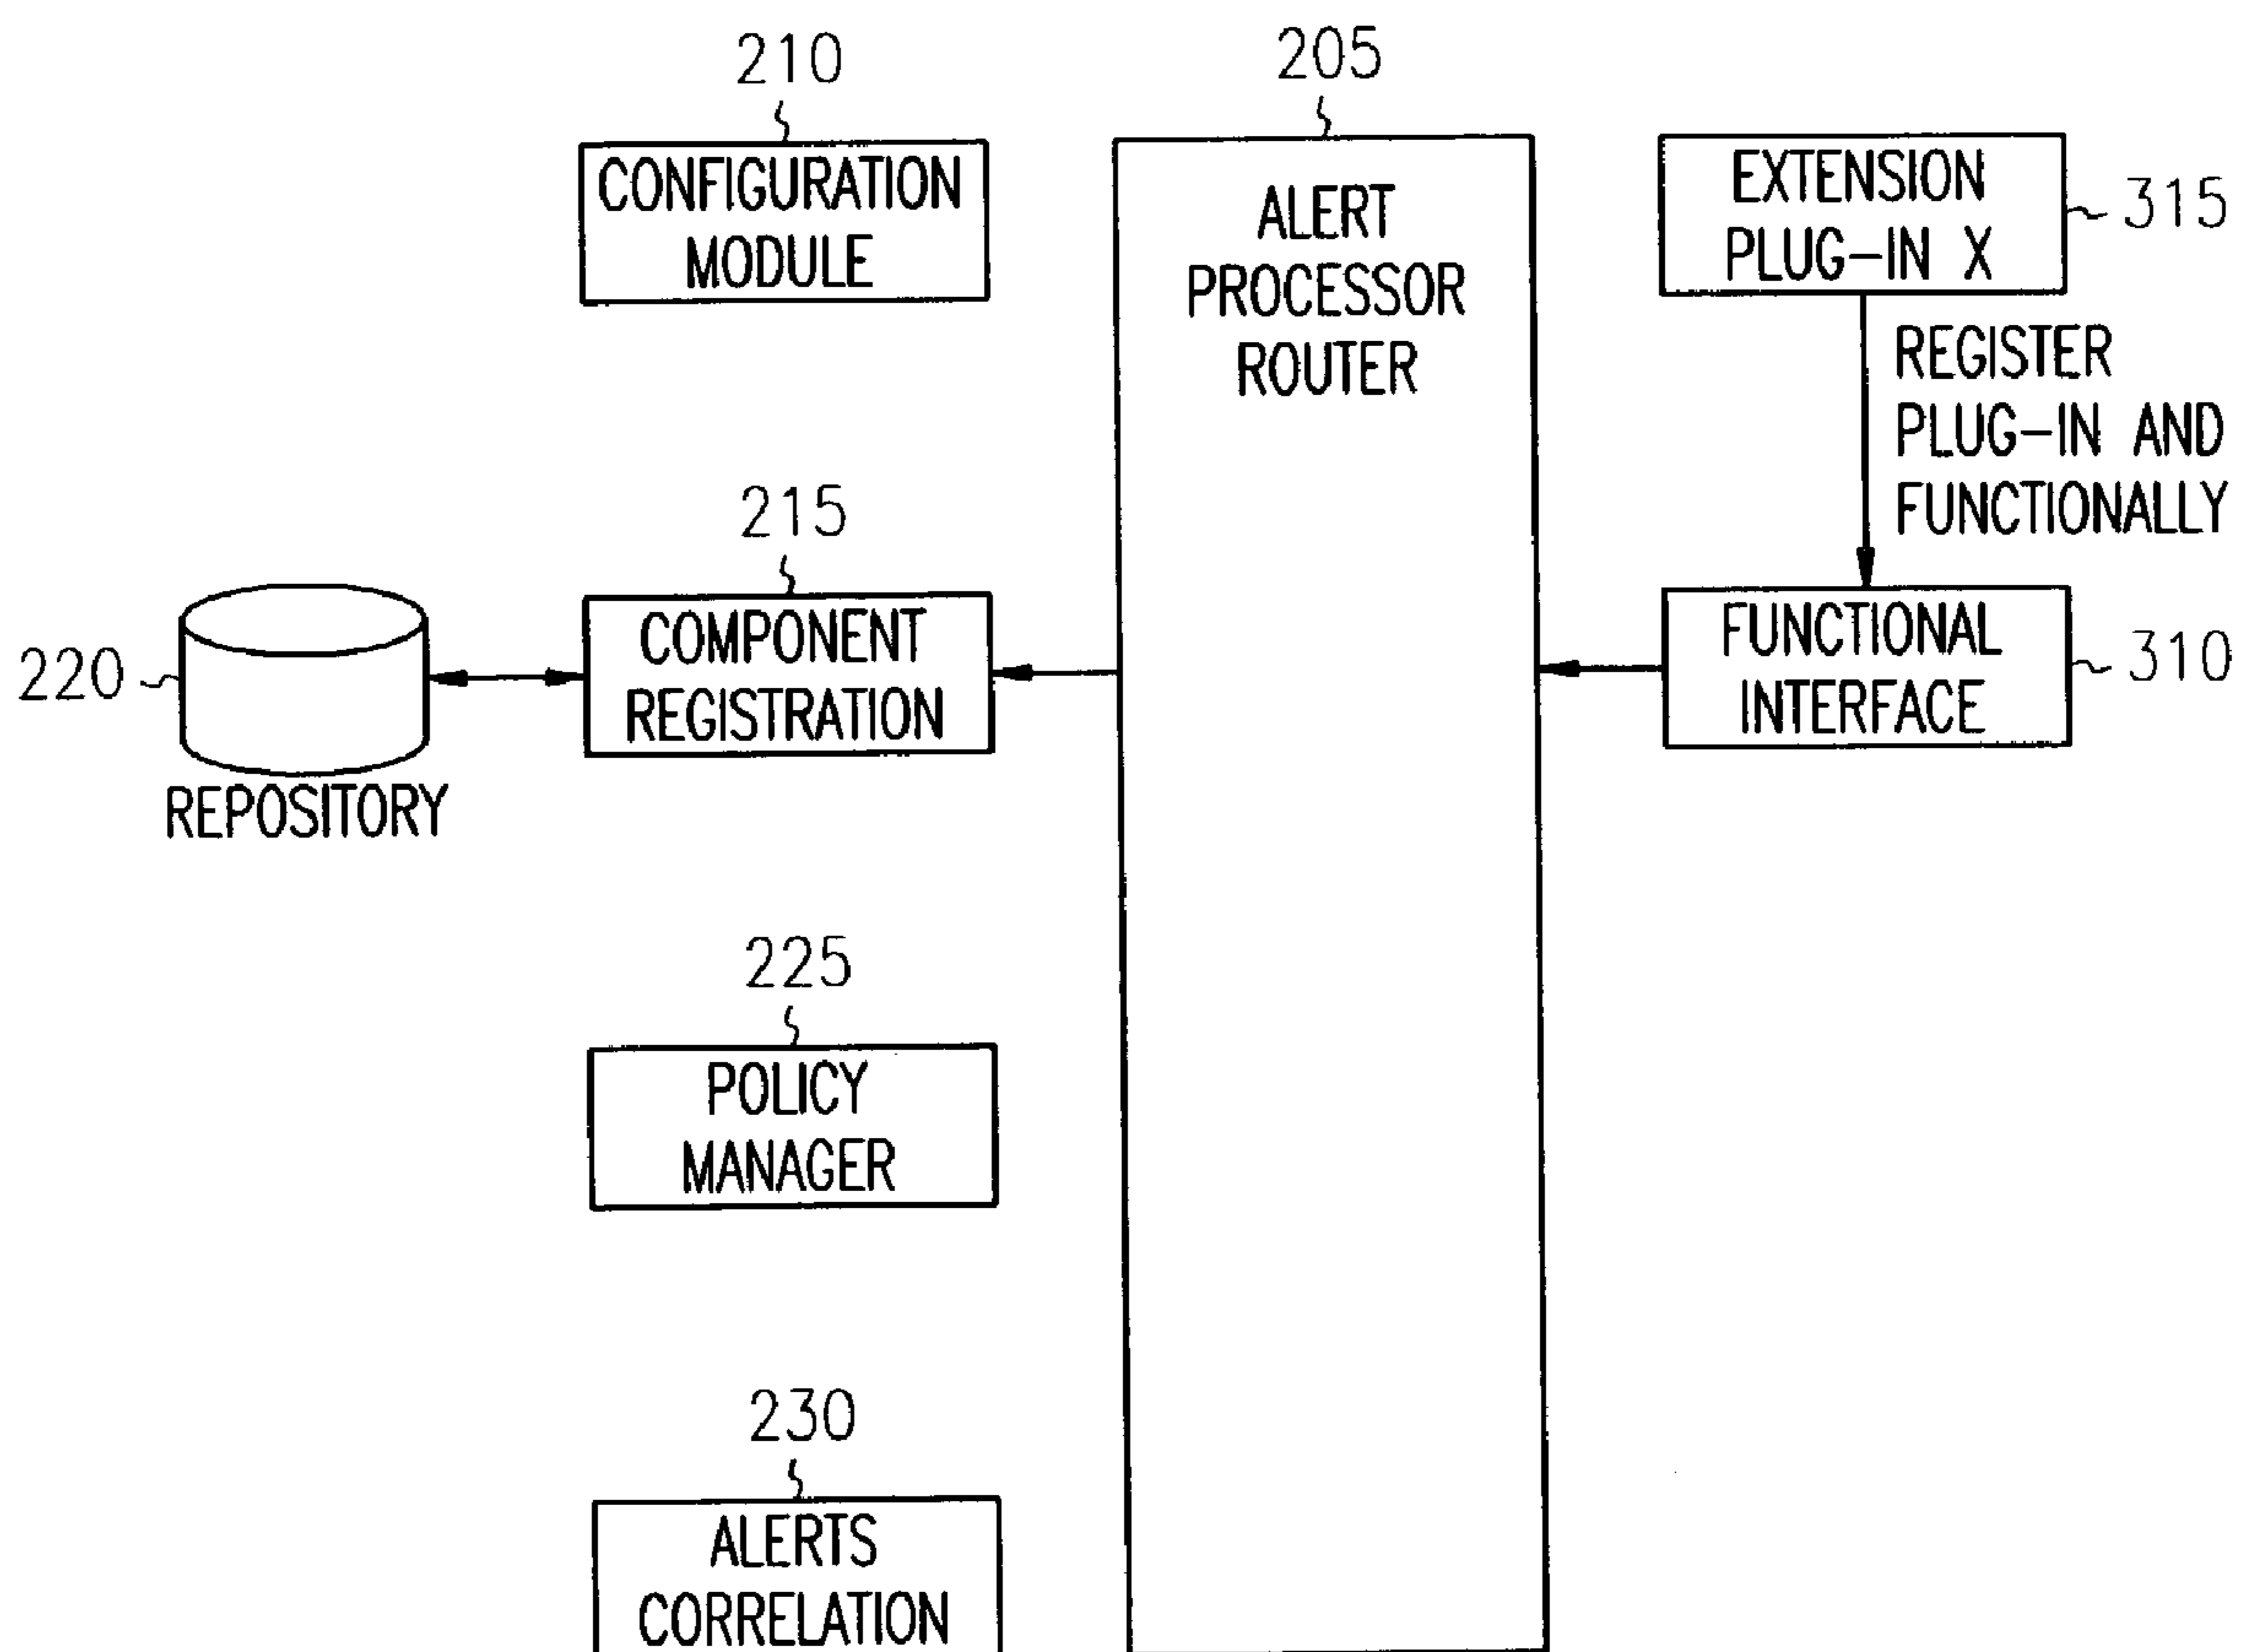 210
CONFIGURATION
MODULE
205
ALERT
PROCESSOR
ROUTER
EXTENSION
PLUG-IN X
315
REGISTER
PLUG-IN AND
FUNCTIONALLY
220
REPOSITORY
215
COMPONENT
REGISTRATION
FUNCTIONAL
INTERFACE
310
225
POLICY
MANAGER
230
ALERTS
CORRELATION